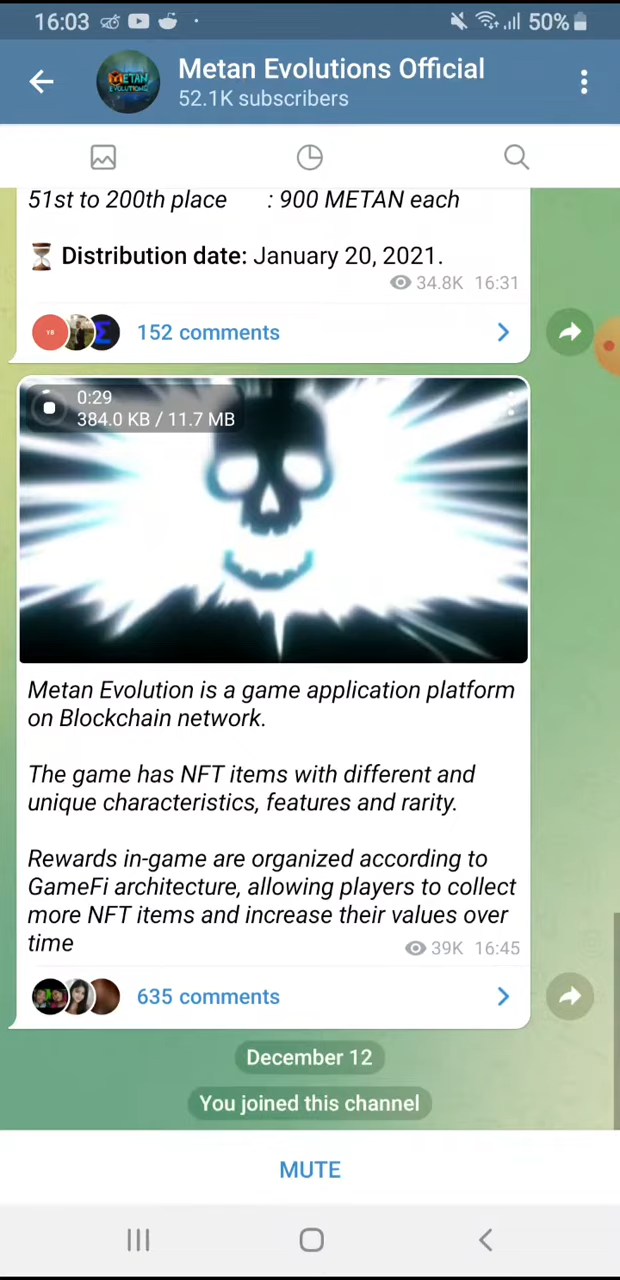 16:03
50%
METAN
EVOLUTIONS
Metan Evolutions Official
52.1K subscribers
51st to 200th place : 900 METAN each
Distribution date: January 20, 2021.
34.8K 16:31
YB
Σ
152 comments
0:29
384.0 KB / 11.7 MB
Metan Evolution is a game application platform
on Blockchain network.
The game has NFT items with different and
unique characteristics, features and rarity.
Rewards in-game are organized according to
GameFi architecture, allowing players to collect
more NFT items and increase their values over
time
39K 16:45
635 comments
December 12
You joined this channel
MUTE